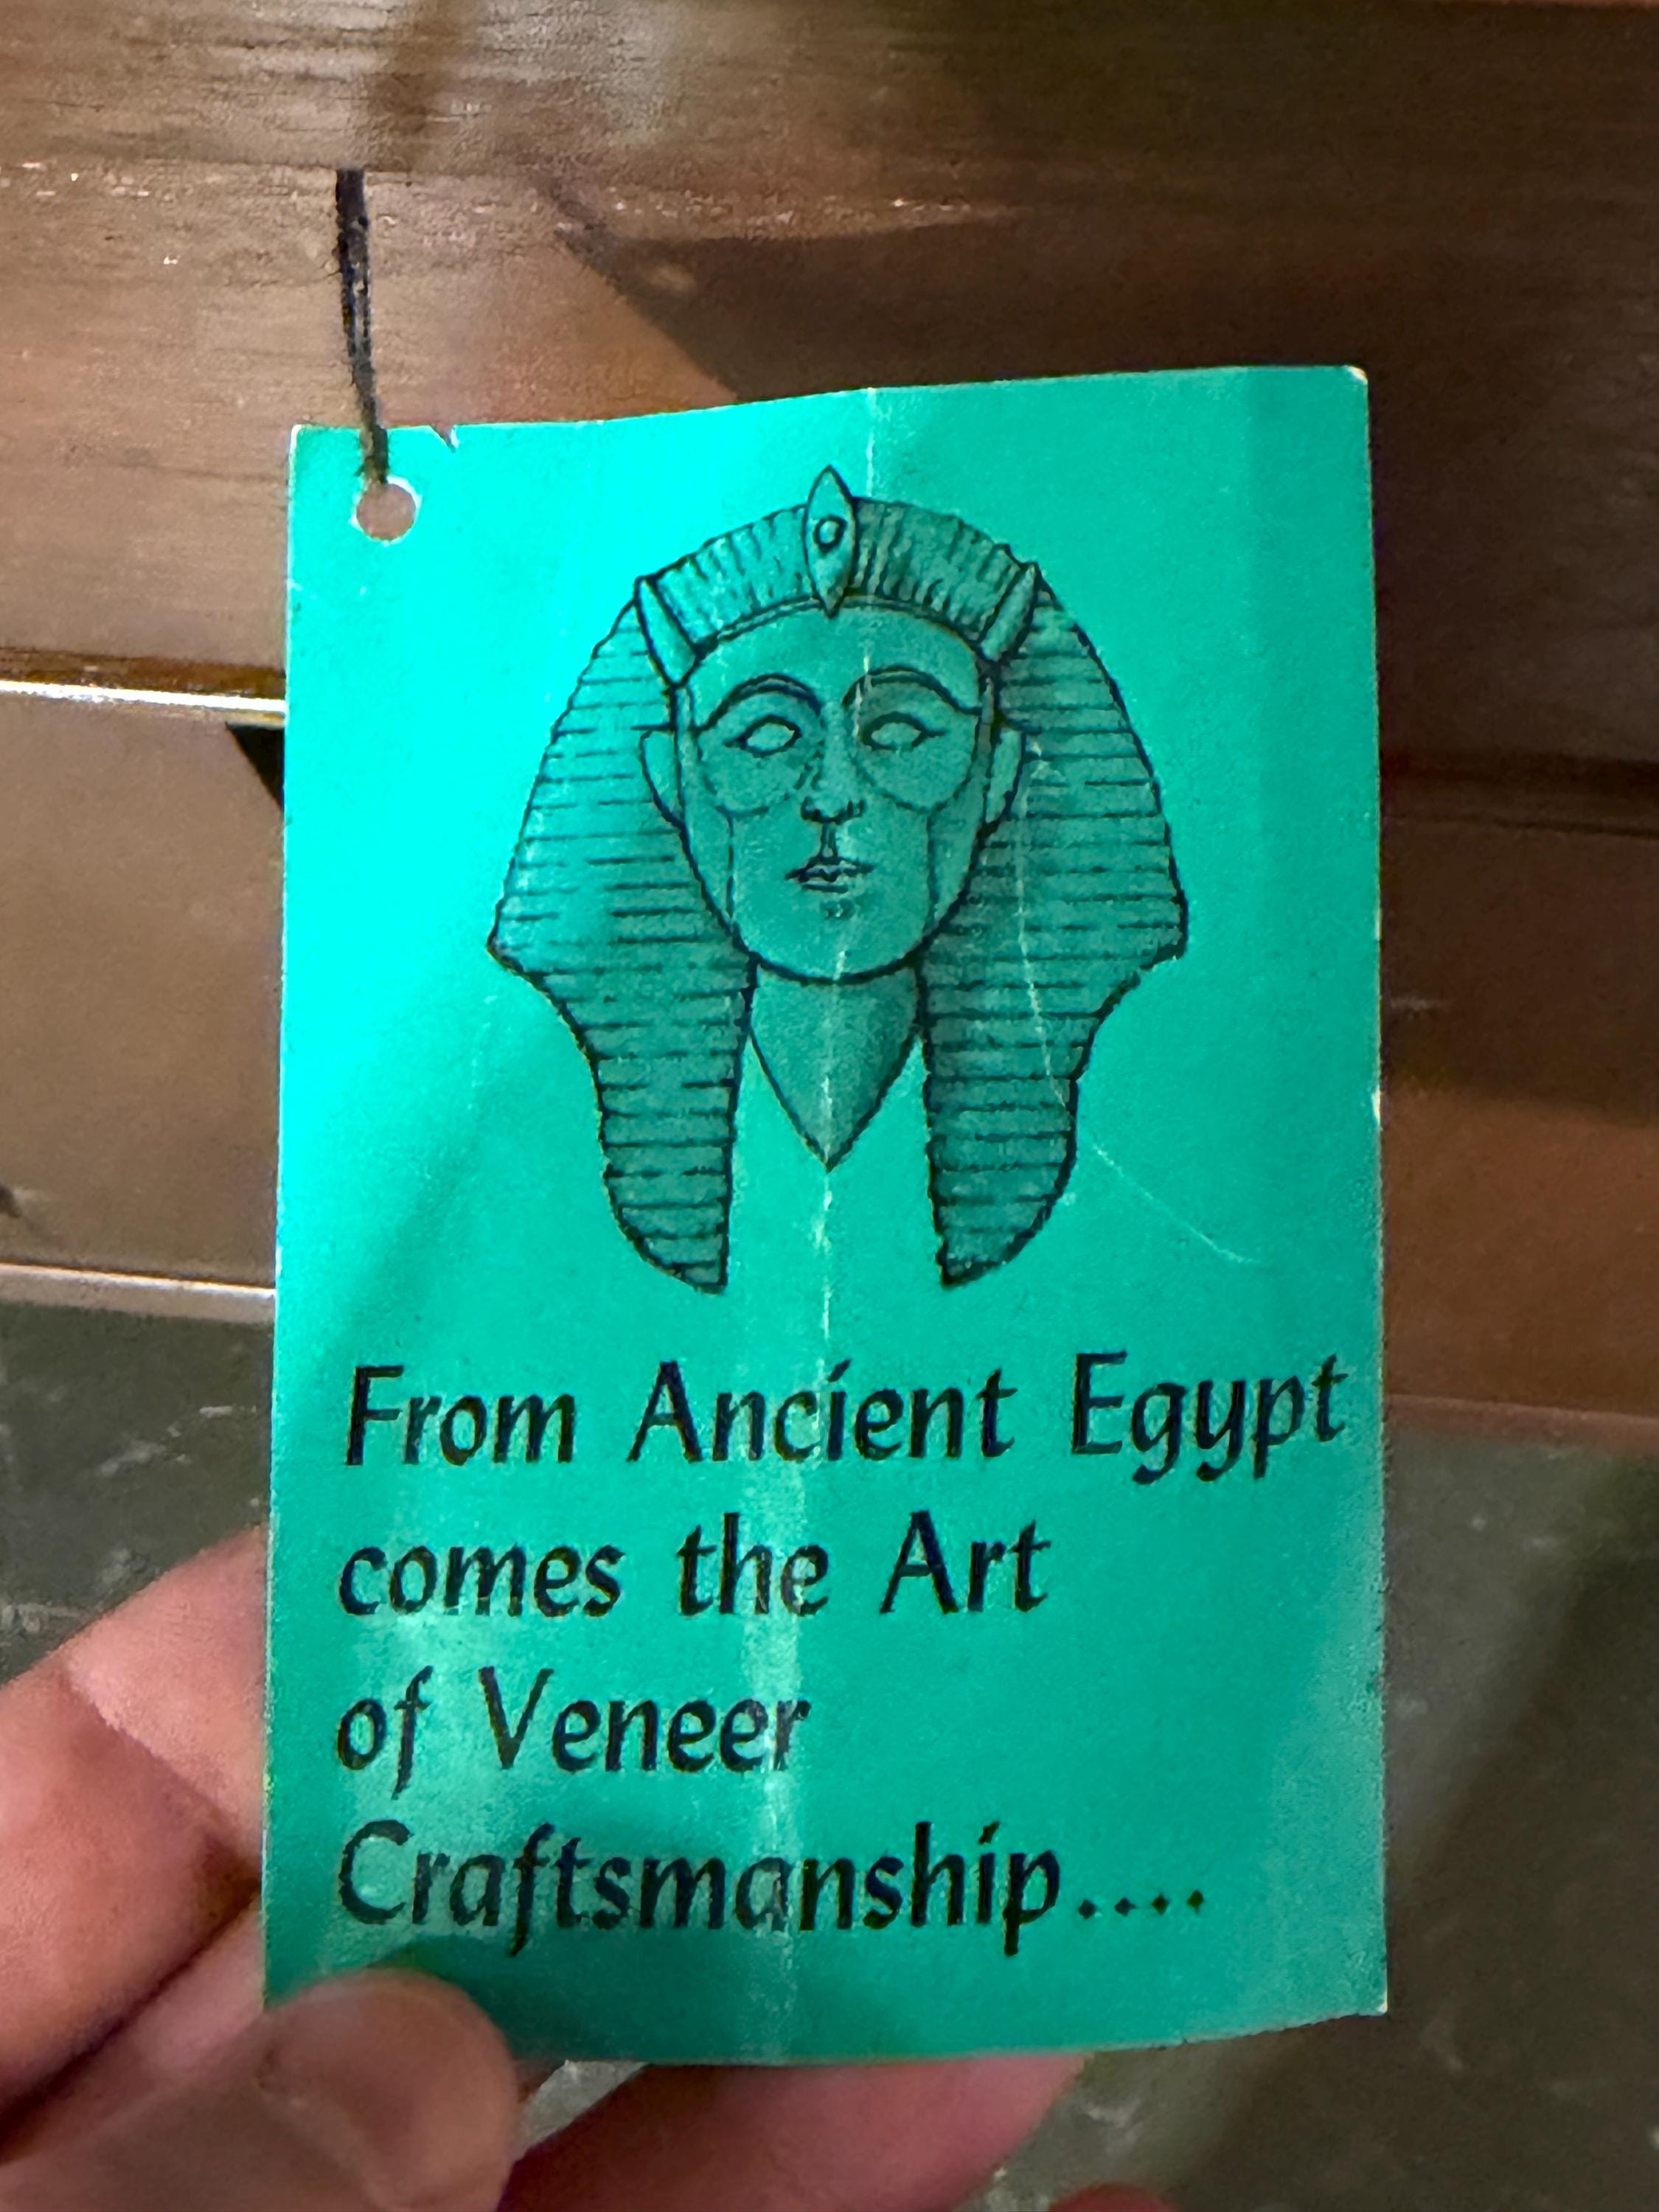 From Ancient Egypt
comes the Art
of Veneer
Craftsmanship....